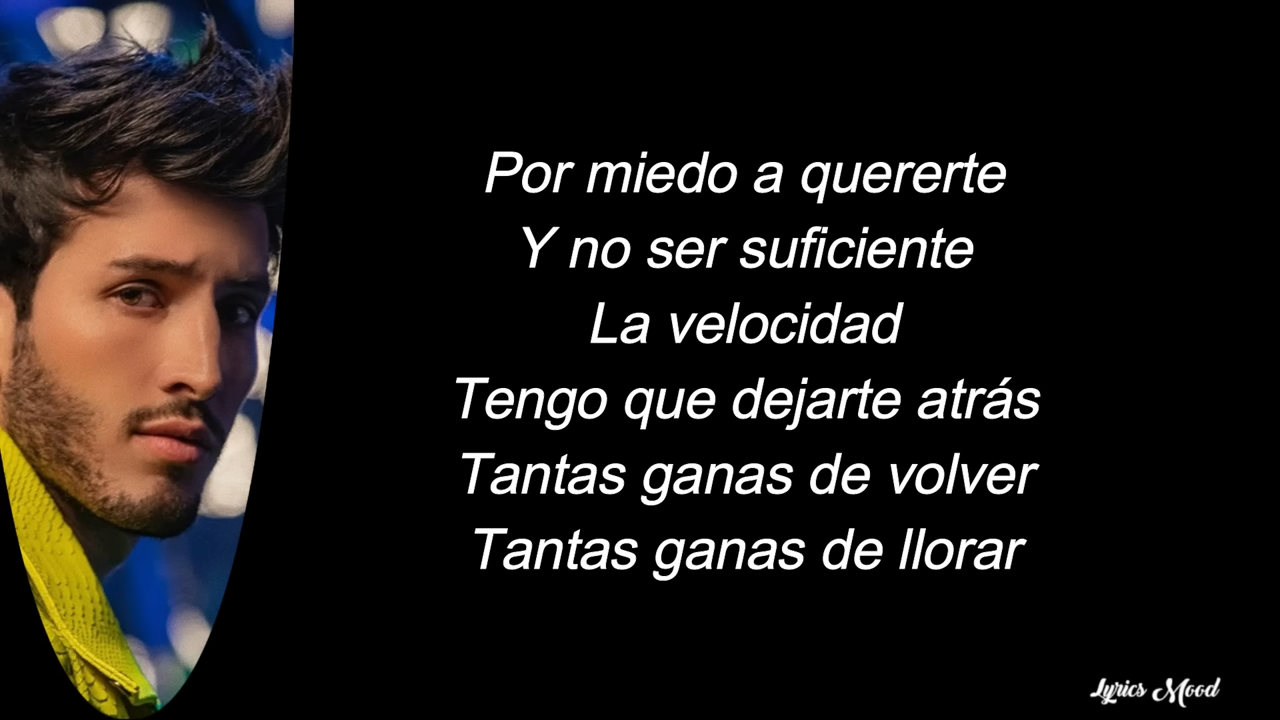 Por miedo a quererte
Y no ser suficiente
La velocidad
Tengo que dejarte atrás
Tantas ganas de volver
Tantas ganas de llorar
Lyrics Mood